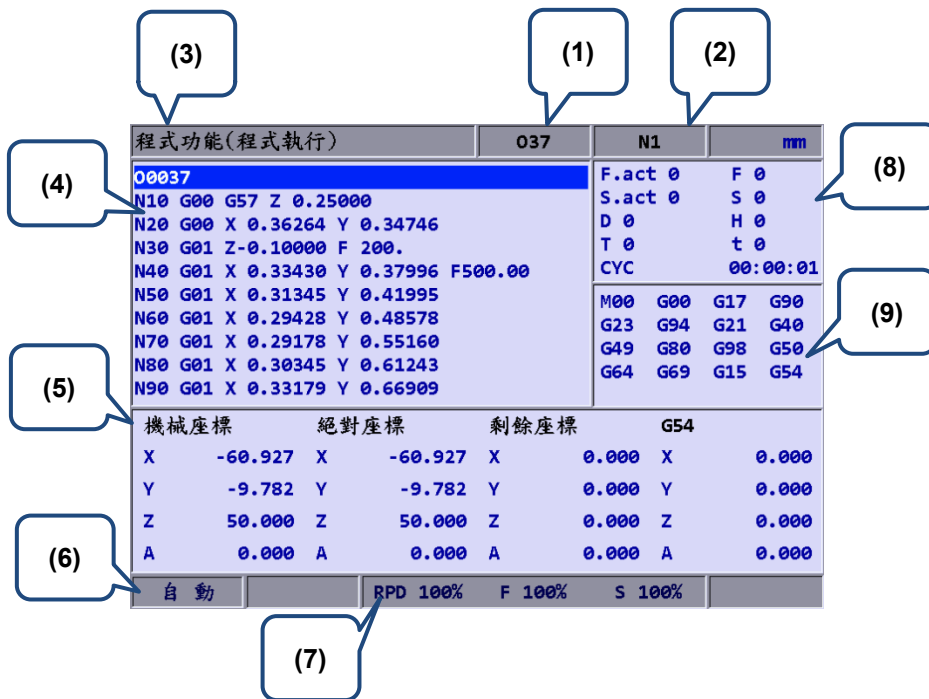 (3) (1) (2)
程式功能(程式執行) O37 N1 mm
(4)
O0037
N10 G00 G57 Z 0.25000
N20 G00 X 0.36264 Y 0.34746
N30 G01 Z-0.10000 F 200.
N40 G01 X 0.33430 Y 0.37996 F500.00
N50 G01 X 0.31345 Y 0.41995
N60 G01 X 0.29428 Y 0.48578
N70 G01 X 0.29178 Y 0.55160
N80 G01 X 0.30345 Y 0.61243
N90 G01 X 0.33179 Y 0.66909
F.act 0 F 0
S.act 0 S 0
D 0 H 0
T 0 t 0
CYC 00:00:01
(8)
M00 G00 G17 G90
G23 G94 G21 G40
G49 G80 G98 G50
G64 G69 G15 G54
(9)
(5)
機械座標 絕對座標 剩餘座標 G54
X -60.927 X -60.927 X 0.000 X 0.000
Y -9.782 Y -9.782 Y 0.000 Y 0.000
Z 50.000 Z 50.000 Z 0.000 Z 0.000
A 0.000 A 0.000 A 0.000 A 0.000
(6)
自動 RPD 100% F 100% S 100%
(7)